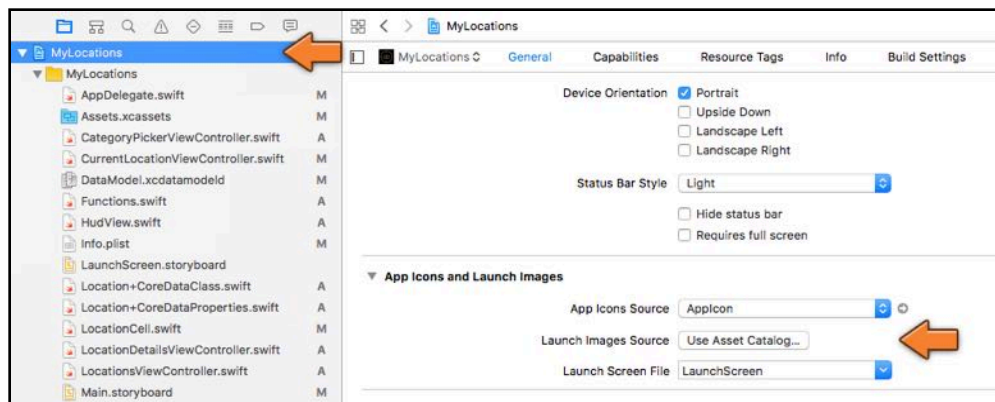 MyLocations
MyLocations
MyLocations
AppDelegate.swift M
Assets.xcassets M
CategoryPickerViewController.swift A
CurrentLocationViewController.swift M
DataModel.xcdatamodeld M
Functions.swift A
HudView.swift A
Info.plist M
LaunchScreen.storyboard
Location+CoreDataClass.swift A
Location+CoreDataProperties.swift A
LocationCell.swift M
LocationDetailsViewController.swift A
LocationsViewController.swift A
Main.storyboard M
MyLocations General Capabilities Resource Tags Info Build Settings
Device Orientation Portrait
Upside Down
Landscape Left
Landscape Right
Status Bar Style Light
Hide status bar
Requires full screen
App Icons and Launch Images
App Icons Source AppIcon
Launch Images Source Use Asset Catalog...
Launch Screen File LaunchScreen